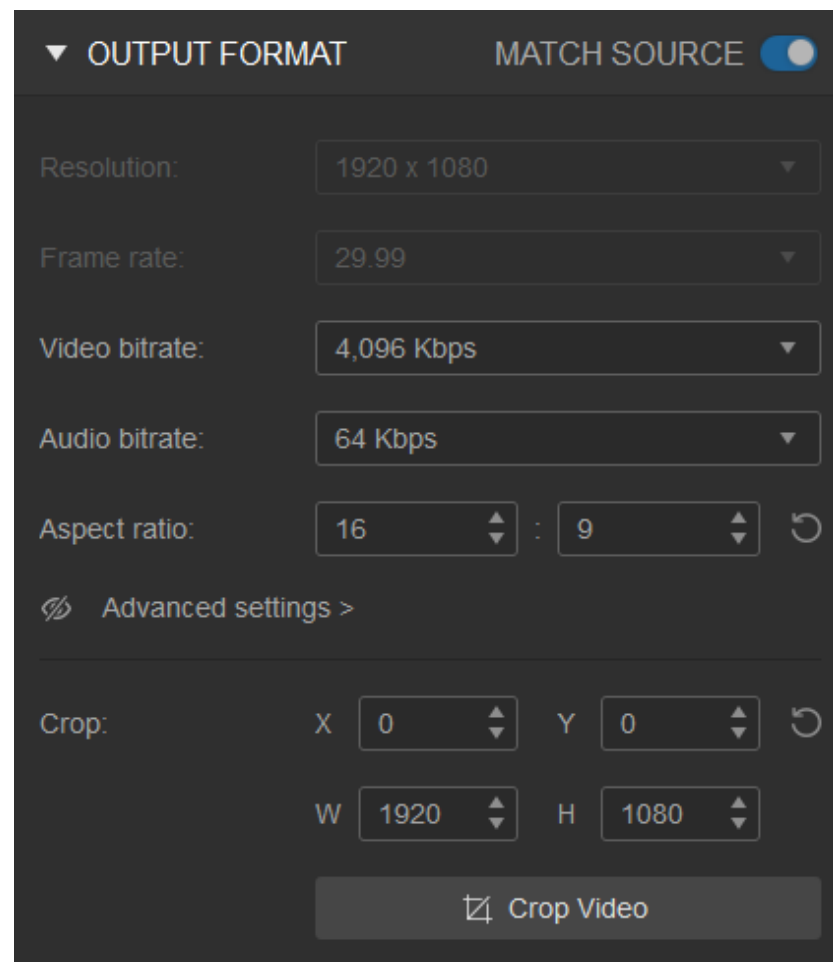 OUTPUT FORMAT MATCH SOURCE
Resolution: 1920 x 1080
Frame rate: 29.99
Video bitrate: 4,096 Kbps
Audio bitrate: 64 Kbps
Aspect ratio: 16 : 9
Advanced settings >
Crop: X 0 Y 0
W 1920 H 1080
Crop Video